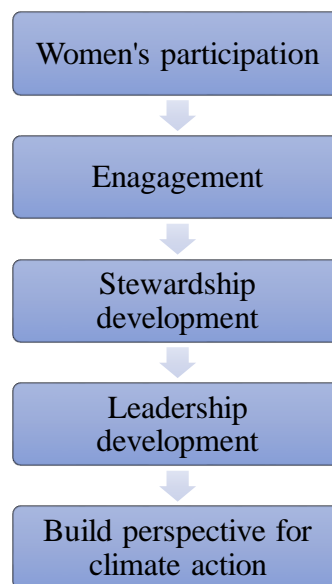 Women's participation
Enagagement
Stewardship
development
Leadership
development
Build perspective for
climate action